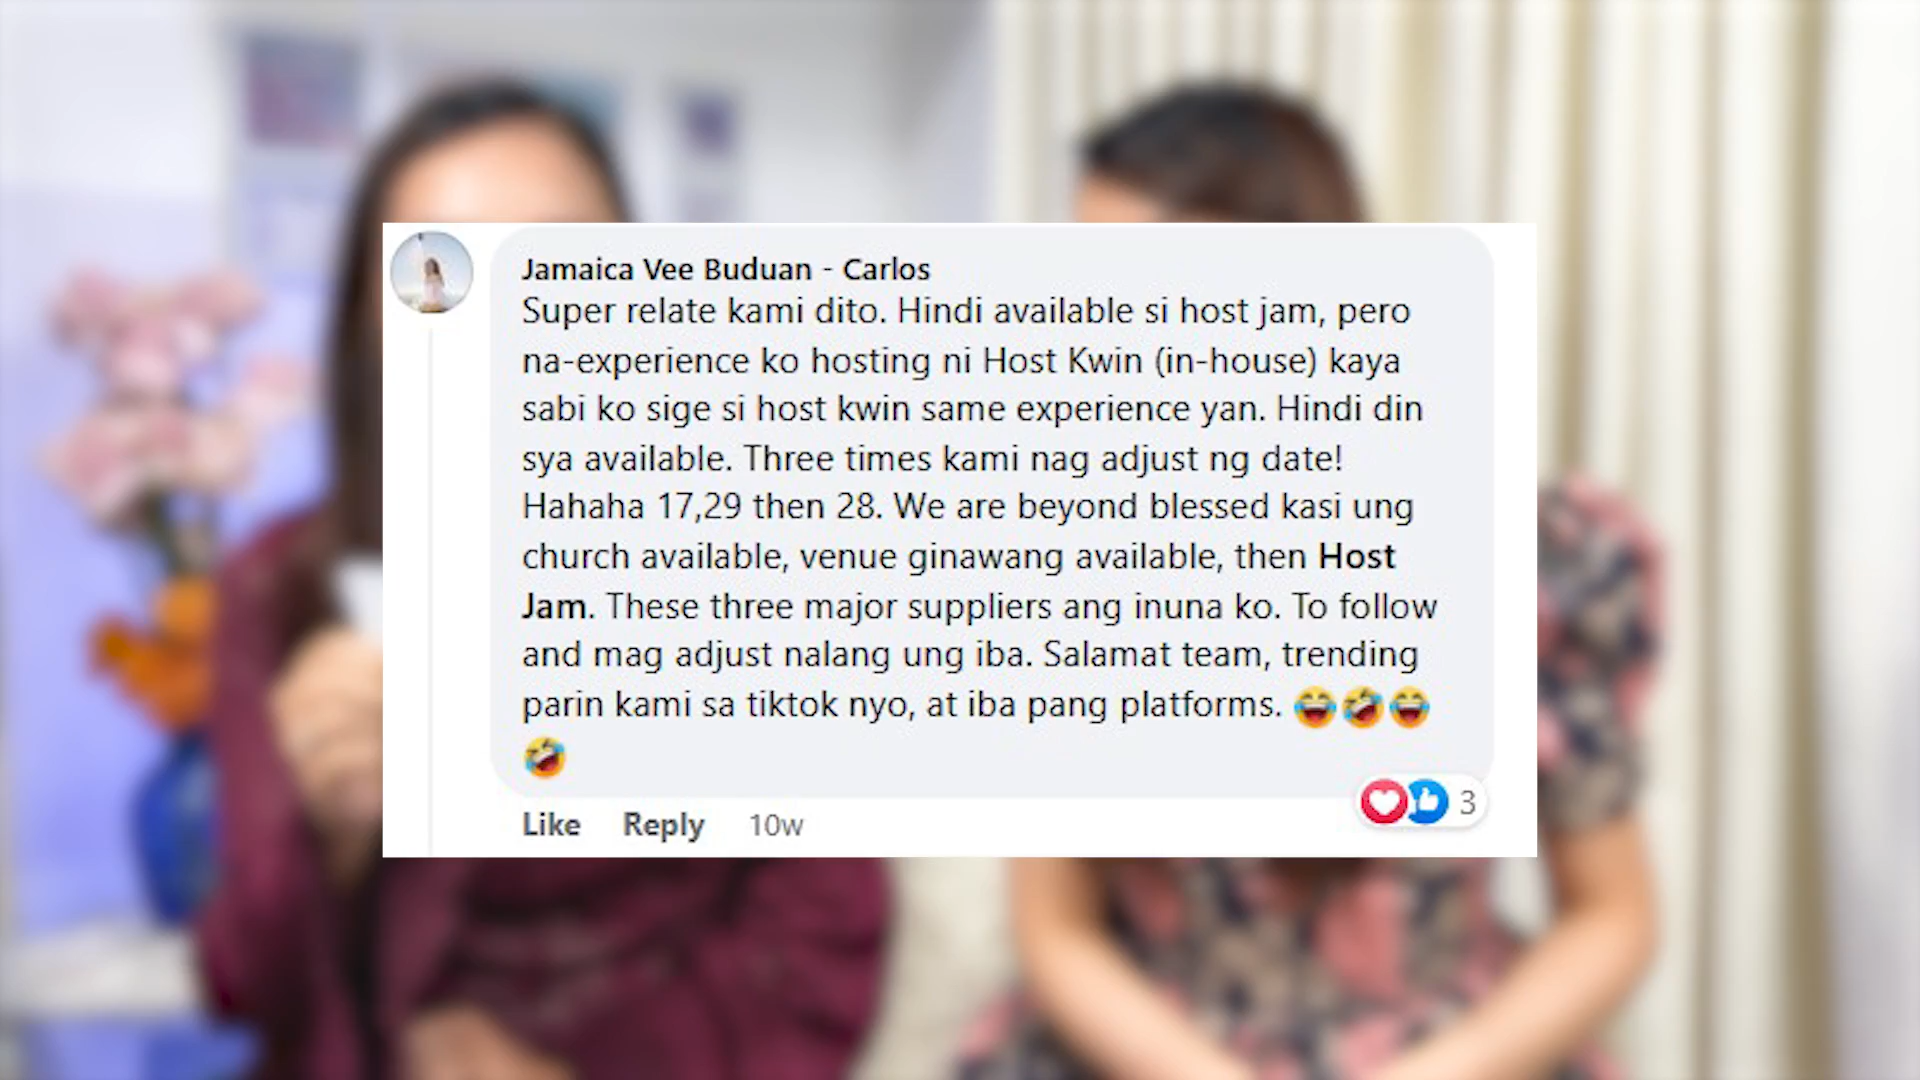 Jamaica Vee Buduan - Carlos
Super relate kami dito. Hindi available si host jam, pero
na-experience ko hosting ni Host Kwin (in-house) kaya
sabi ko sige si host kwin same experience yan. Hindi din
sya available. Three times kami nag adjust ng date!
Hahaha 17,29 then 28. We are beyond blessed kasi ung
church available, venue ginawang available, then Host
Jam. These three major suppliers ang inuna ko. To follow
and mag adjust nalang ung iba. Salamat team, trending
parin kami sa tiktok nyo, at iba pang platforms. 😂🤣😂
🤣
3
Like Reply 10w